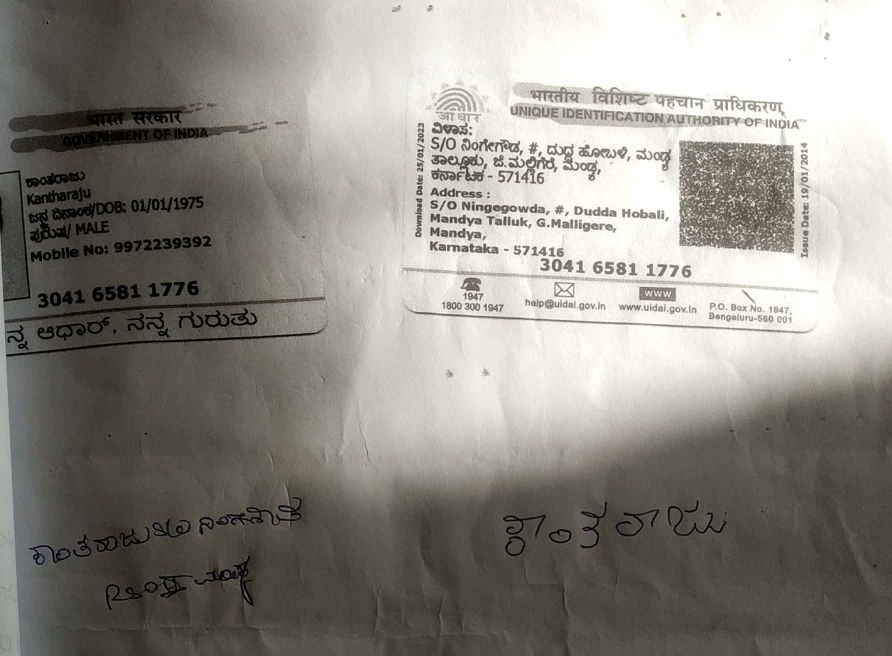 भारत सरकार
GOVERNMENT OF INDIA
ಕಾಂತರಾಜು
Kantharaju
ಜನ್ಮ ದಿನಾಂಕ/DOB: 01/01/1975
ಪುರುಷ/ MALE
Mobile No: 9972239392
3041 6581 1776
ನ್ನ ಆಧಾರ್, ನನ್ನ ಗುರುತು
आधार
भारतीय विशिष्ट पहचान प्राधिकरण
UNIQUE IDENTIFICATION AUTHORITY OF INDIA
Download Date: 25/01/2023
ವಿಳಾಸ:
S/O ನಿಂಗೇಗೌಡ, #, ದುದ್ದ ಹೋಬಳಿ, ಮಂಡ್ಯ
ತಾಲ್ಲೂಕು, ಜಿ.ಮಲ್ಲಿಗೆರೆ, ಮಂಡ್ಯ,
ಕರ್ನಾಟಕ - 571416
Address :
S/O Ningegowda, #, Dudda Hobali,
Mandya Talluk, G.Malligere,
Mandya,
Karnataka - 571416
Issue Date: 19/01/2014
3041 6581 1776
1947
1800 300 1947
help@uidai.gov.in
www
www.uidai.gov.in
P.O. Box No. 1947,
Bengaluru-560 001
ಕಾಂತರಾಜು
ಕಾಂತರಾಜು